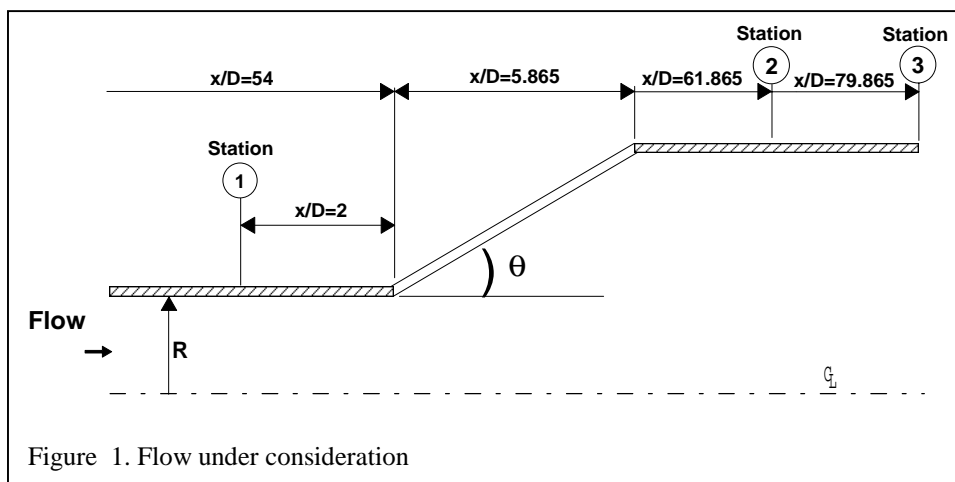 Station Station
2 3
x/D=54 x/D=5.865 x/D=61.865 x/D=79.865
Station
1
x/D=2
θ
Flow
R
℄
Figure 1. Flow under consideration